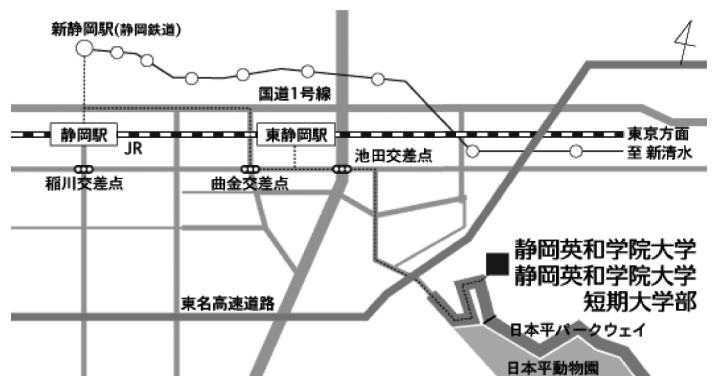 新静岡駅(静岡鉄道)
国道1号線
静岡駅
JR
東静岡駅
東京方面
至 新清水
池田交差点
稲川交差点
曲金交差点
静岡英和学院大学
静岡英和学院大学
短期大学部
東名高速道路
日本平パークウェイ
日本平動物園